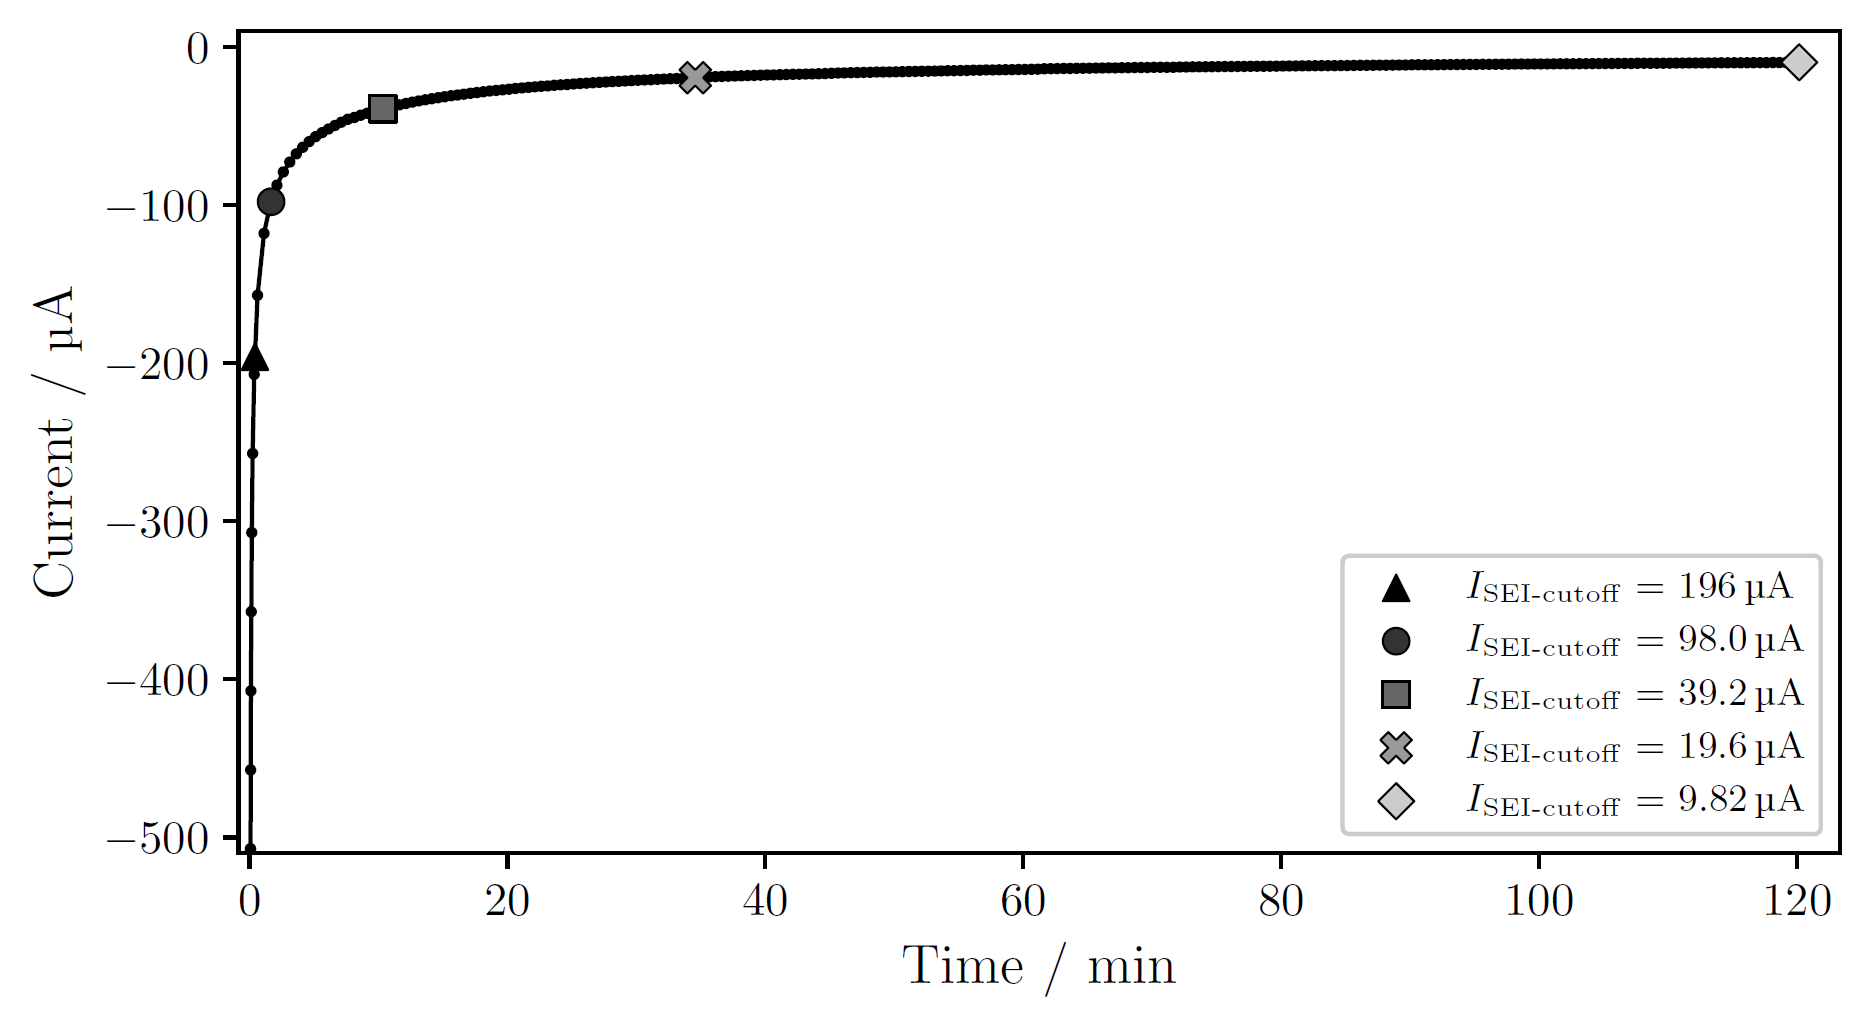 Current / µA
0
−100
−200
−300
−400
−500
I_SEI-cutoff = 196 µA
I_SEI-cutoff = 98.0 µA
I_SEI-cutoff = 39.2 µA
I_SEI-cutoff = 19.6 µA
I_SEI-cutoff = 9.82 µA
0 20 40 60 80 100 120
Time / min